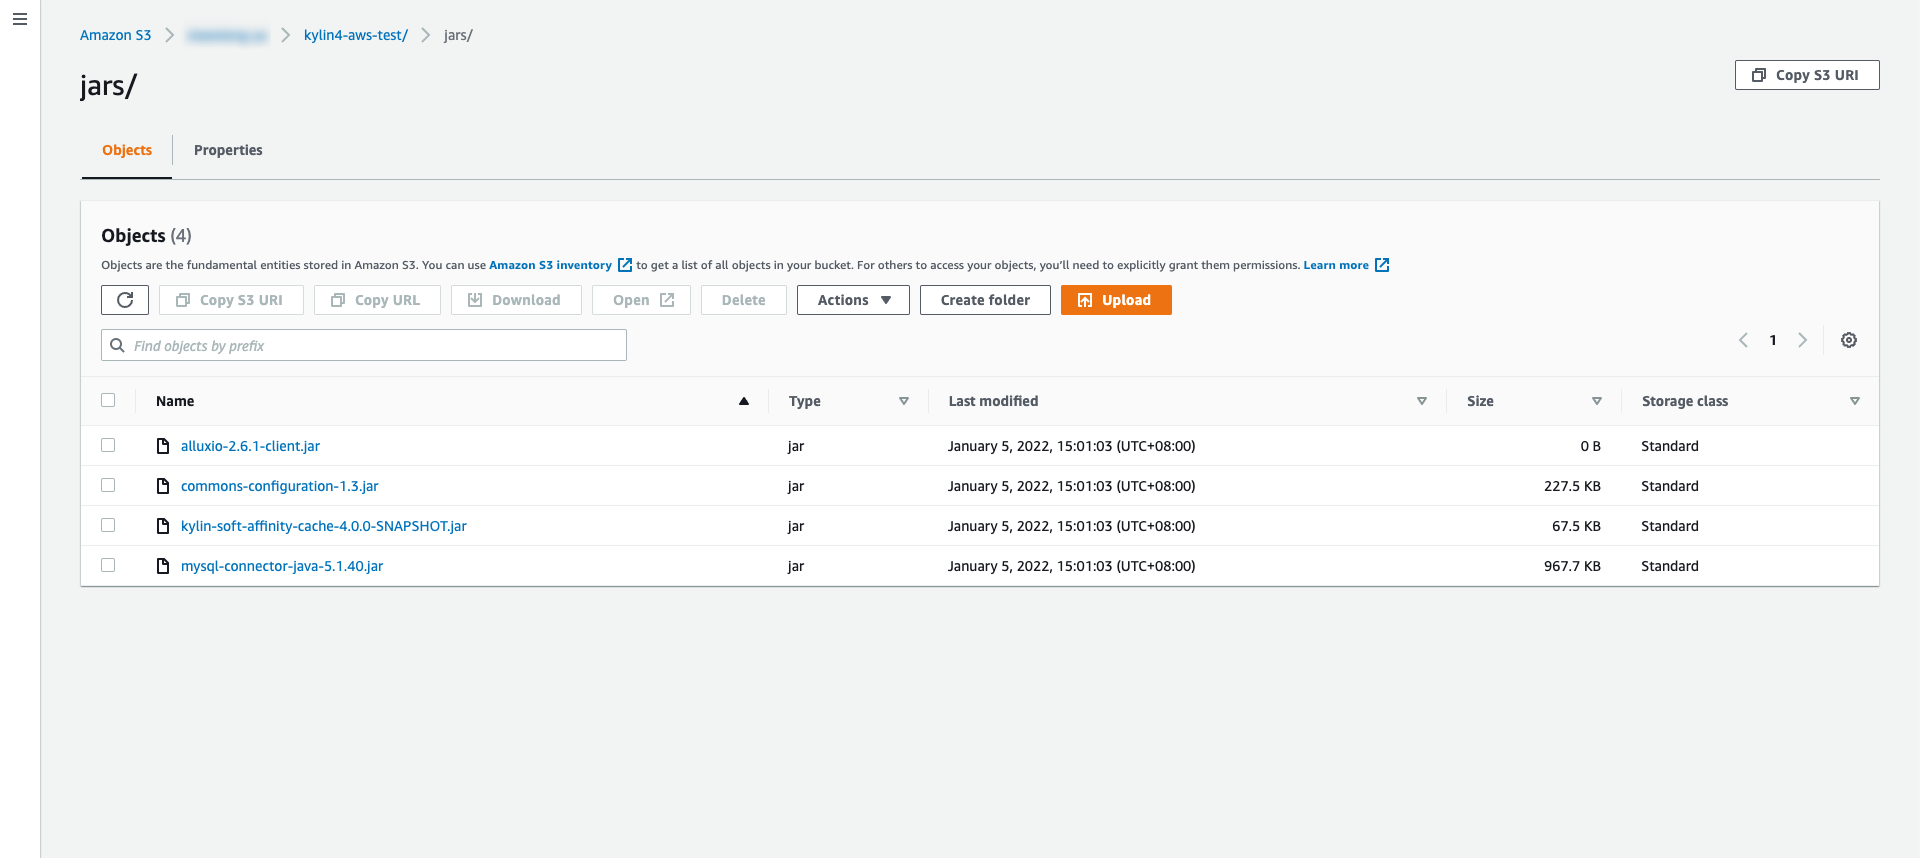 Amazon S3
kylin4-aws-test/
jars/
jars/
Copy S3 URI
Objects
Properties
Objects (4)
Objects are the fundamental entities stored in Amazon S3. You can use Amazon S3 inventory to get a list of all objects in your bucket. For others to access your objects, you'll need to explicitly grant them permissions. Learn more
Copy S3 URI
Copy URL
Download
Open
Delete
Actions
Create folder
Upload
Find objects by prefix
1
Name
Type
Last modified
Size
Storage class
alluxio-2.6.1-client.jar jar January 5, 2022, 15:01:03 (UTC+08:00) 0 B Standard
commons-configuration-1.3.jar jar January 5, 2022, 15:01:03 (UTC+08:00) 227.5 KB Standard
kylin-soft-affinity-cache-4.0.0-SNAPSHOT.jar jar January 5, 2022, 15:01:03 (UTC+08:00) 67.5 KB Standard
mysql-connector-java-5.1.40.jar jar January 5, 2022, 15:01:03 (UTC+08:00) 967.7 KB Standard